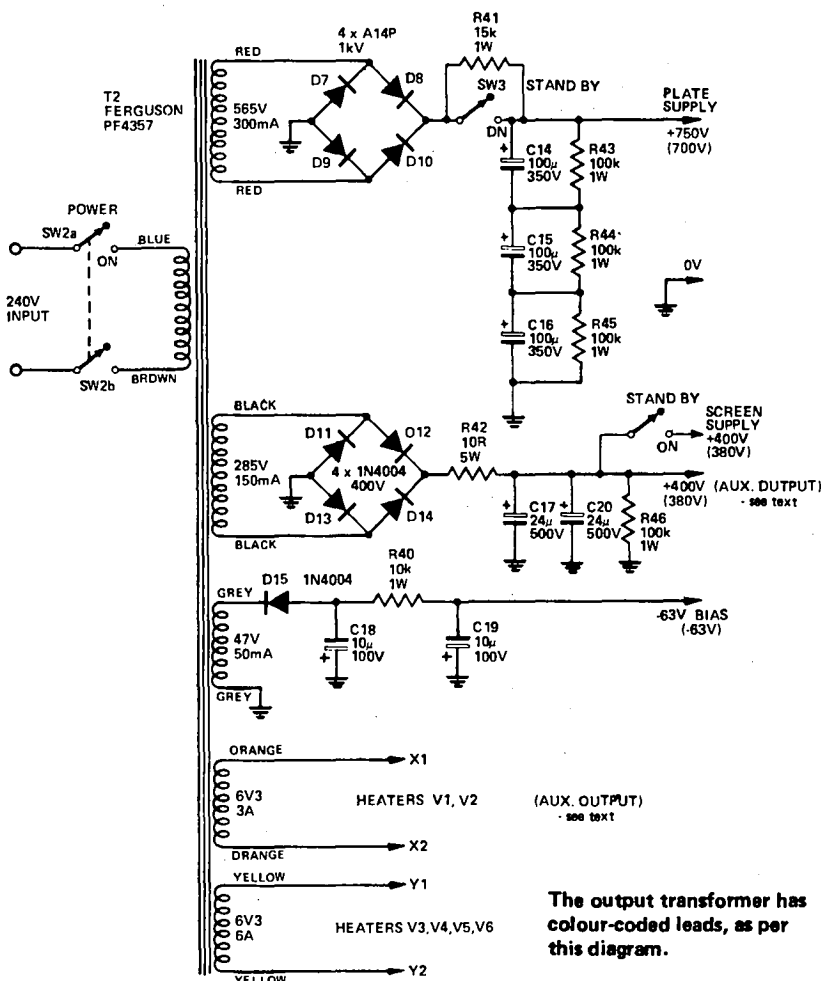 T2
FERGUSON
PF4357
RED
565V
300mA
RED
4 x A14P
1kV
D7
D8
D9
D10
R41
15k
1W
SW3
STAND BY
DN
PLATE
SUPPLY
+750V
(700V)
+
C14
100µ
350V
R43
100k
1W
+
C15
100µ
350V
R44
100k
1W
+
C16
100µ
350V
R45
100k
1W
0V
POWER
SW2a
ON
BLUE
240V
INPUT
SW2b
BRDWN
BLACK
285V
150mA
BLACK
D11
O12
4 x 1N4004
400V
D13
D14
R42
10R
5W
STAND BY
ON
SCREEN
SUPPLY
+400V
(380V)
+400V (AUX. DUTPUT)
(380V) - see text
+
C17
24µ
500V
+
C20
24µ
500V
R46
100k
1W
GREY
47V
50mA
GREY
D15 1N4004
R40
10k
1W
C18
10µ
100V
+
C19
10µ
100V
+
-63V BIAS
(-63V)
ORANGE
6V3
3A
DRANGE
X1
HEATERS V1, V2 (AUX. OUTPUT)
- see text
X2
YELLOW
6V3
6A
YELLOW
Y1
HEATERS V3,V4,V5,V6
Y2
The output transformer has
colour-coded leads, as per
this diagram.